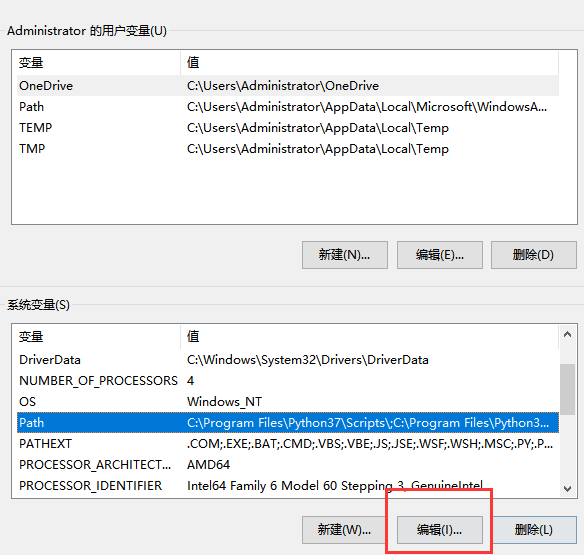 Administrator 的用户变量(U)
变量 值
OneDrive C:\Users\Administrator\OneDrive
Path C:\Users\Administrator\AppData\Local\Microsoft\WindowsA...
TEMP C:\Users\Administrator\AppData\Local\Temp
TMP C:\Users\Administrator\AppData\Local\Temp
新建(N)... 编辑(E)... 删除(D)
系统变量(S)
变量 值
DriverData C:\Windows\System32\Drivers\DriverData
NUMBER_OF_PROCESSORS 4
OS Windows_NT
Path C:\Program Files\Python37\Scripts\;C:\Program Files\Python3...
PATHEXT .COM;.EXE;.BAT;.CMD;.VBS;.VBE;.JS;.JSE;.WSF;.WSH;.MSC;.PY;.P...
PROCESSOR_ARCHITECT... AMD64
PROCESSOR_IDENTIFIER Intel64 Family 6 Model 60 Stepping 3, GenuineIntel
新建(W)... 编辑(I)... 删除(L)